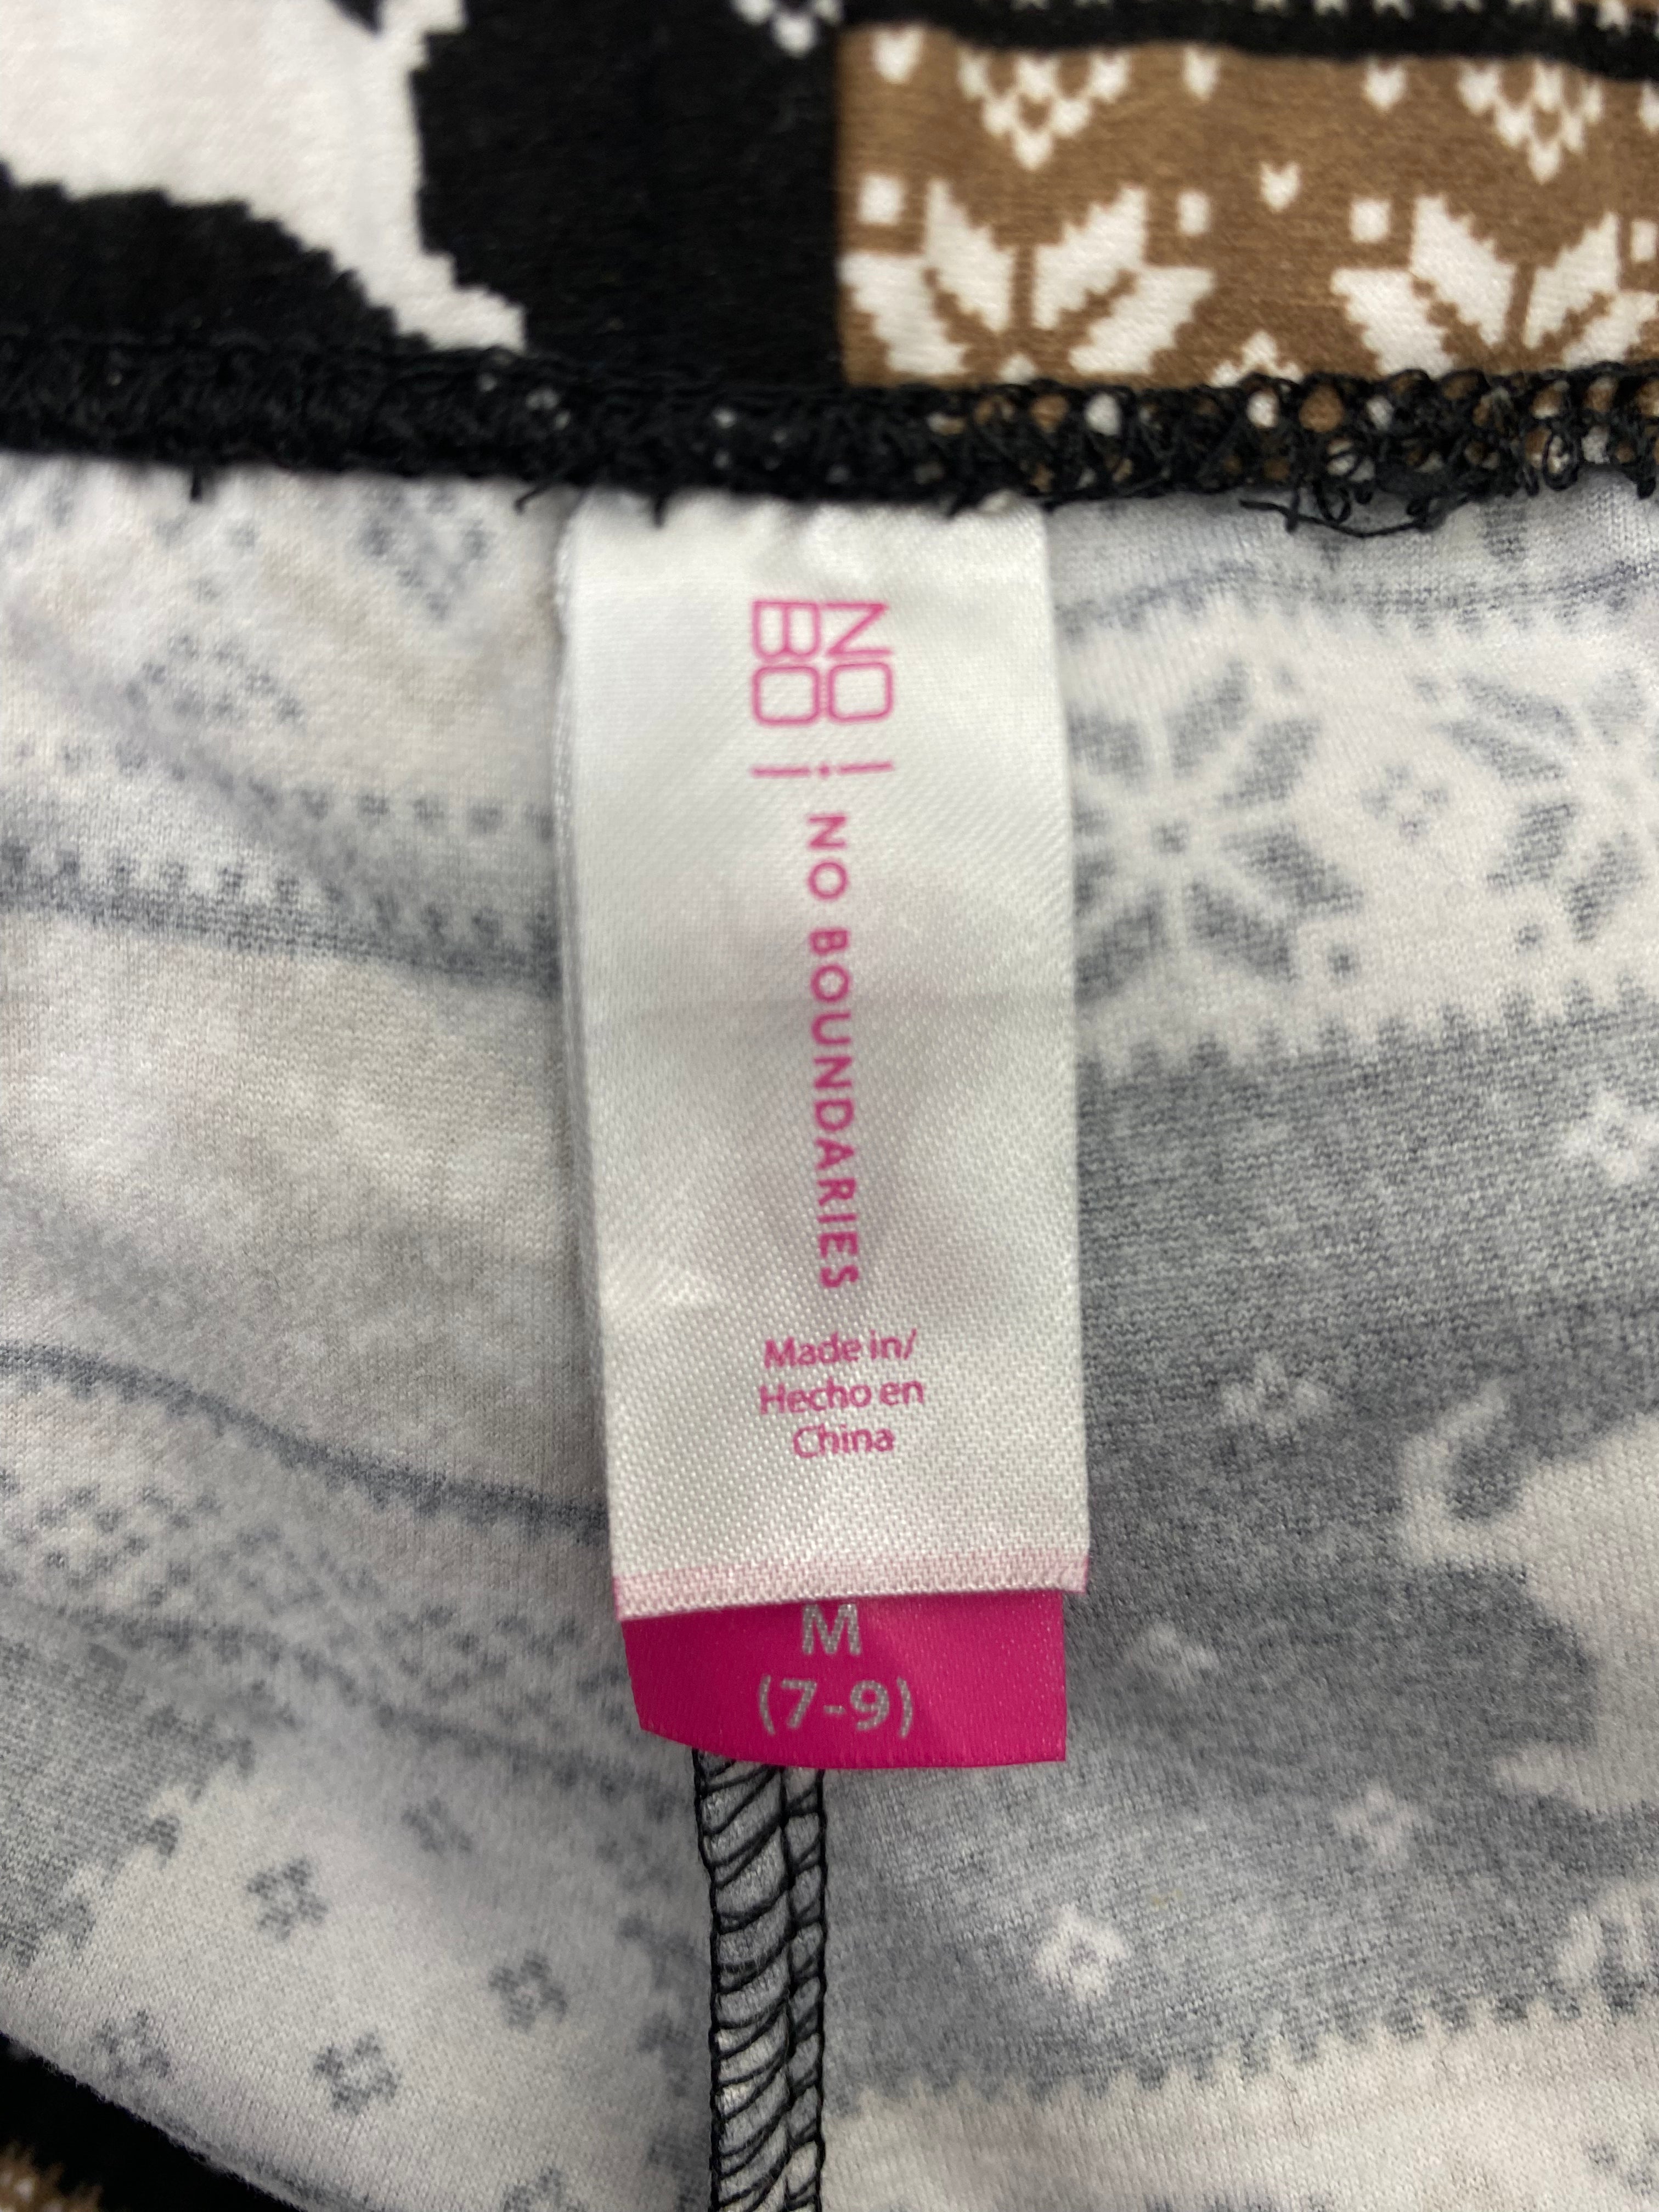 NO
BO
NO BOUNDARIES
Made in/
Hecho en
China
M
(7-9)